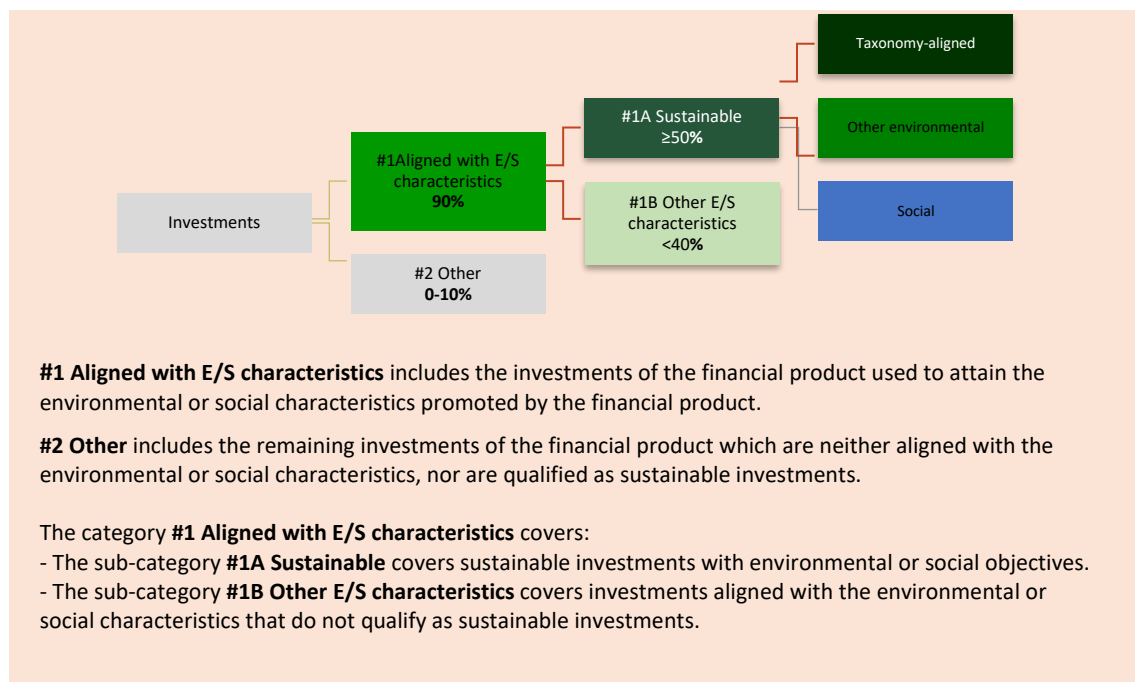 Taxonomy-aligned
#1A Sustainable
≥50%
Other environmental
#1Aligned with E/S
characteristics
90%
#1B Other E/S
characteristics
<40%
Social
Investments
#2 Other
0-10%
#1 Aligned with E/S characteristics includes the investments of the financial product used to attain the
environmental or social characteristics promoted by the financial product.
#2 Other includes the remaining investments of the financial product which are neither aligned with the
environmental or social characteristics, nor are qualified as sustainable investments.
The category #1 Aligned with E/S characteristics covers:
- The sub-category #1A Sustainable covers sustainable investments with environmental or social objectives.
- The sub-category #1B Other E/S characteristics covers investments aligned with the environmental or
social characteristics that do not qualify as sustainable investments.